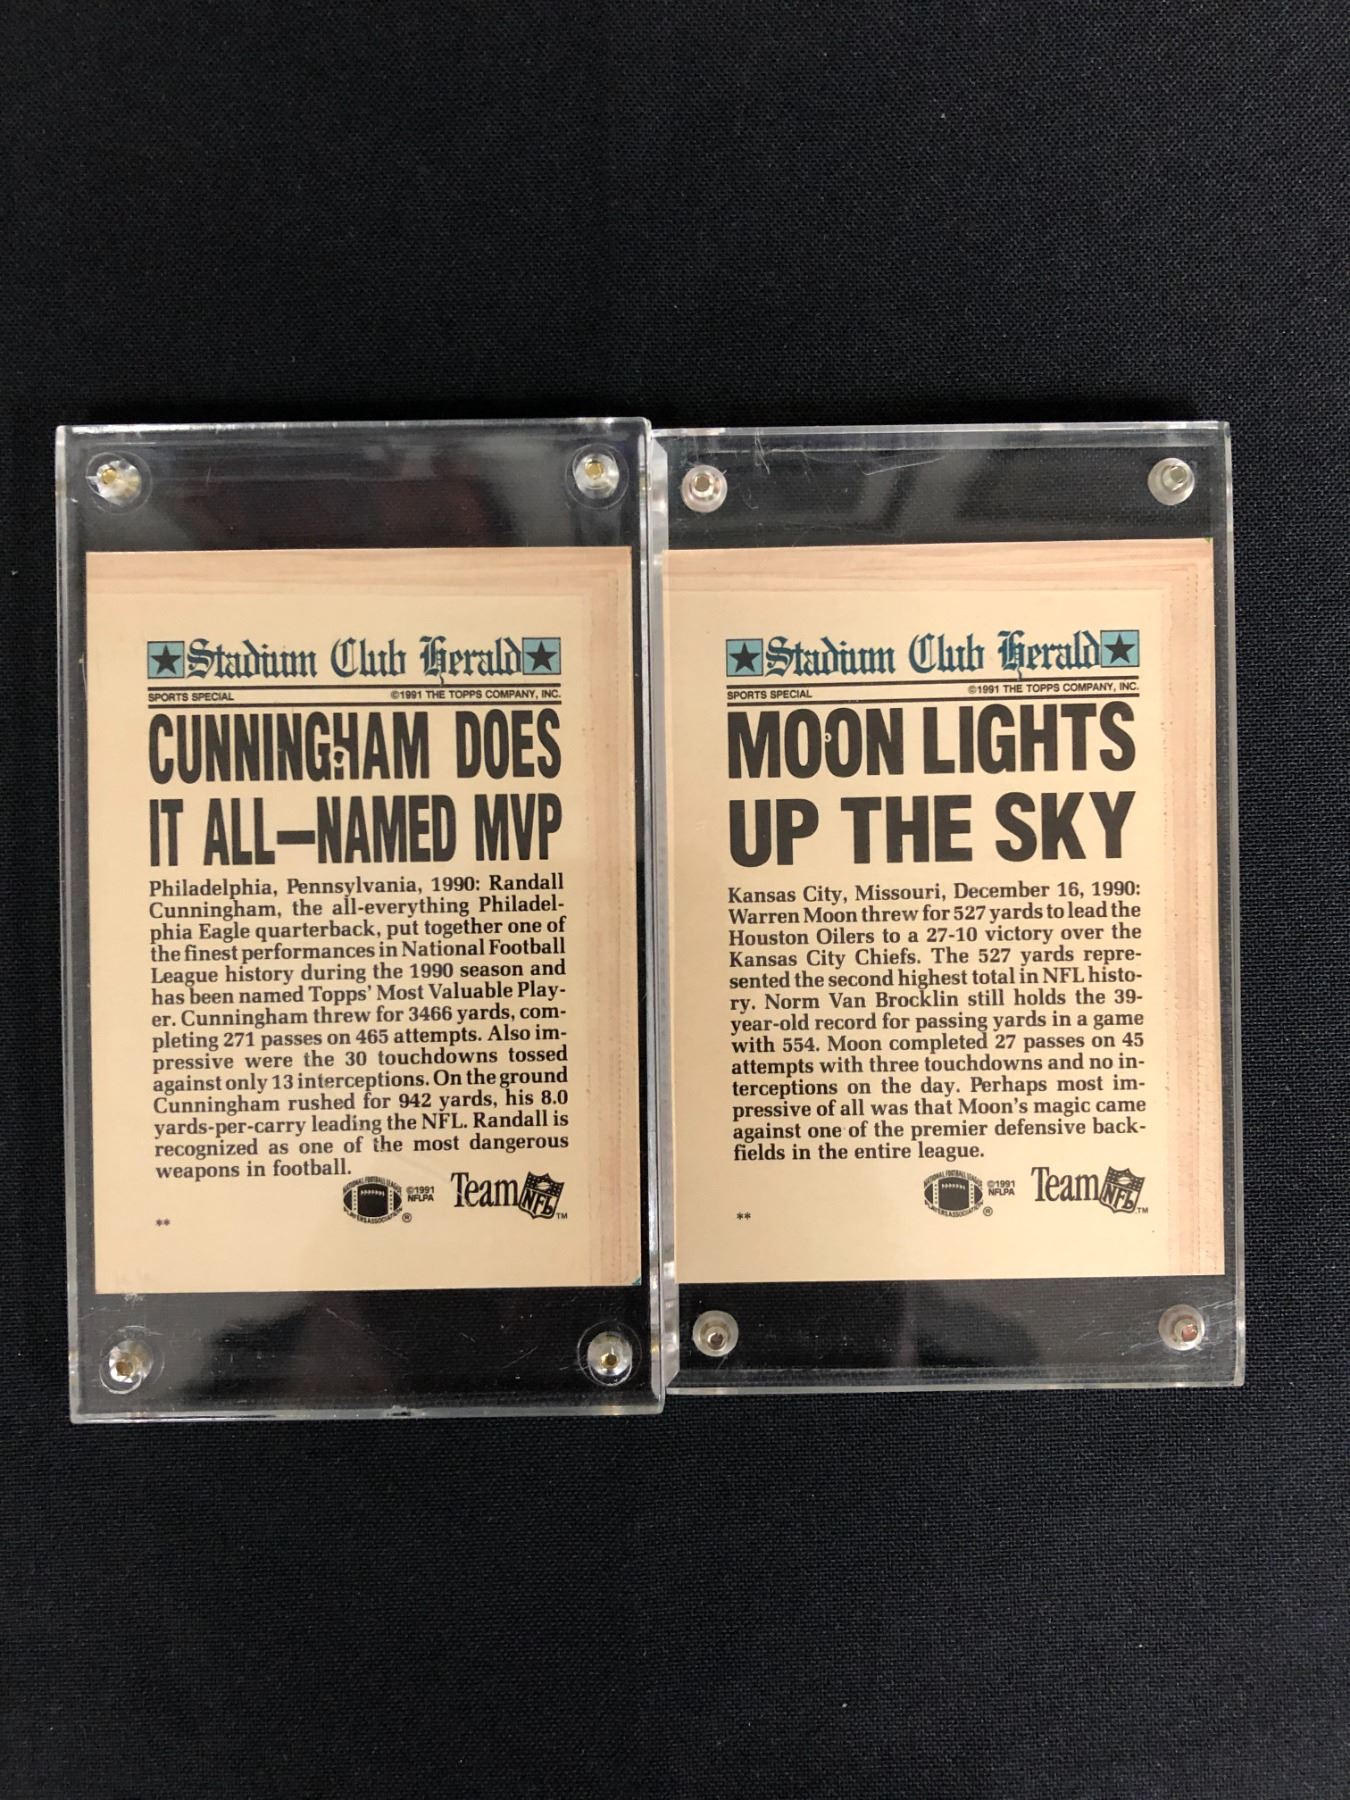 Stadium Club Herald
SPORTS SPECIAL ©1991 THE TOPPS COMPANY, INC.
CUNNINGHAM DOES
IT ALL—NAMED MVP
Philadelphia, Pennsylvania, 1990: Randall
Cunningham, the all-everything Philadel-
phia Eagle quarterback, put together one of
the finest performances in National Football
League history during the 1990 season and
has been named Topps' Most Valuable Play-
er. Cunningham threw for 3466 yards, com-
pleting 271 passes on 465 attempts. Also im-
pressive were the 30 touchdowns tossed
against only 13 interceptions. On the ground
Cunningham rushed for 942 yards, his 8.0
yards-per-carry leading the NFL. Randall is
recognized as one of the most dangerous
weapons in football.
©1991
NFLPA
®
Team NFL TM
**
Stadium Club Herald
SPORTS SPECIAL ©1991 THE TOPPS COMPANY, INC.
MOON LIGHTS
UP THE SKY
Kansas City, Missouri, December 16, 1990:
Warren Moon threw for 527 yards to lead the
Houston Oilers to a 27-10 victory over the
Kansas City Chiefs. The 527 yards repre-
sented the second highest total in NFL histo-
ry. Norm Van Brocklin still holds the 39-
year-old record for passing yards in a game
with 554. Moon completed 27 passes on 45
attempts with three touchdowns and no in-
terceptions on the day. Perhaps most im-
pressive of all was that Moon's magic came
against one of the premier defensive back-
fields in the entire league.
©1991
NFLPA
®
Team NFL TM
**